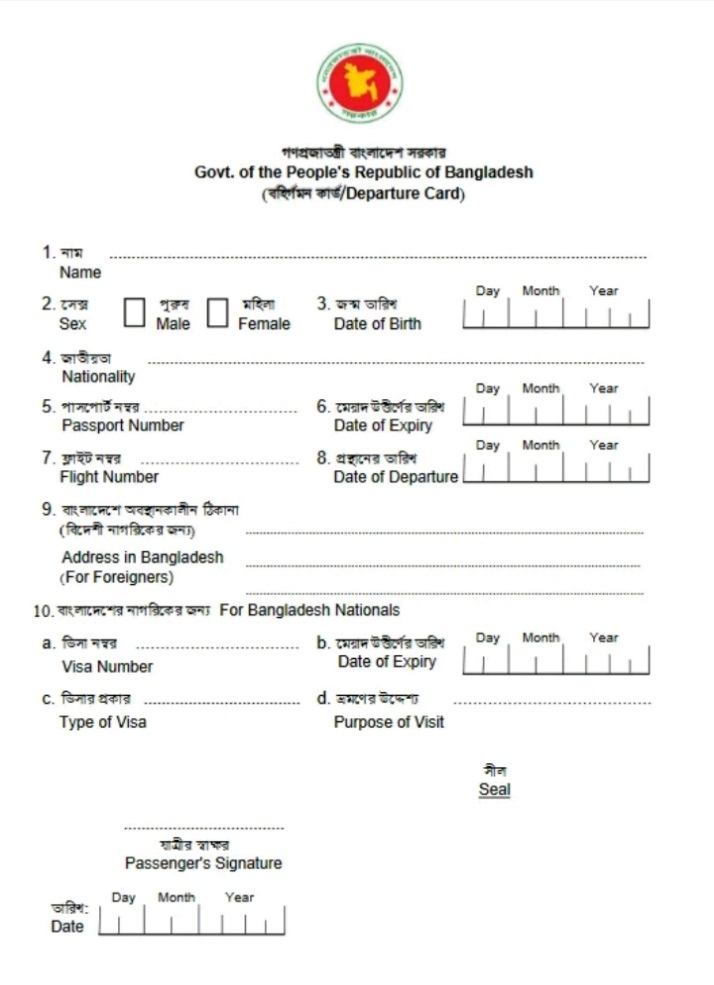 গণপ্রজাতন্ত্রী বাংলাদেশ
সরকার
গণপ্রজাতন্ত্রী বাংলাদেশ সরকার
Govt. of the People's Republic of Bangladesh
(বহির্গমন কার্ড/Departure Card)
1. নাম
Name
2. সেক্স পুরুষ মহিলা 3. জন্ম তারিখ Day Month Year
Sex Male Female Date of Birth
4. জাতীয়তা
Nationality
5. পাসপোর্ট নম্বর 6. মেয়াদ উত্তীর্ণের তারিখ Day Month Year
Passport Number Date of Expiry
7. ফ্লাইট নম্বর 8. প্রস্থানের তারিখ Day Month Year
Flight Number Date of Departure
9. বাংলাদেশে অবস্থানকালীন ঠিকানা
(বিদেশী নাগরিকের জন্য)
Address in Bangladesh
(For Foreigners)
10. বাংলাদেশের নাগরিকের জন্য For Bangladesh Nationals
a. ভিসা নম্বর b. মেয়াদ উত্তীর্ণের তারিখ Day Month Year
Visa Number Date of Expiry
c. ভিসার প্রকার d. ভ্রমণের উদ্দেশ্য
Type of Visa Purpose of Visit
সীল
Seal
যাত্রীর স্বাক্ষর
Passenger's Signature
তারিখ: Day Month Year
Date